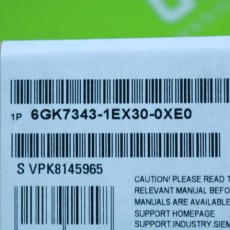 1P 6GK7343-1EX30-0XE0
S VPK8145965
CAUTION! PLEASE READ T
RELEVANT MANUAL BEFO
MANUALS ARE AVAILABLE
SUPPORT HOMEPAGE
SUPPORT.INDUSTRY.SIEM